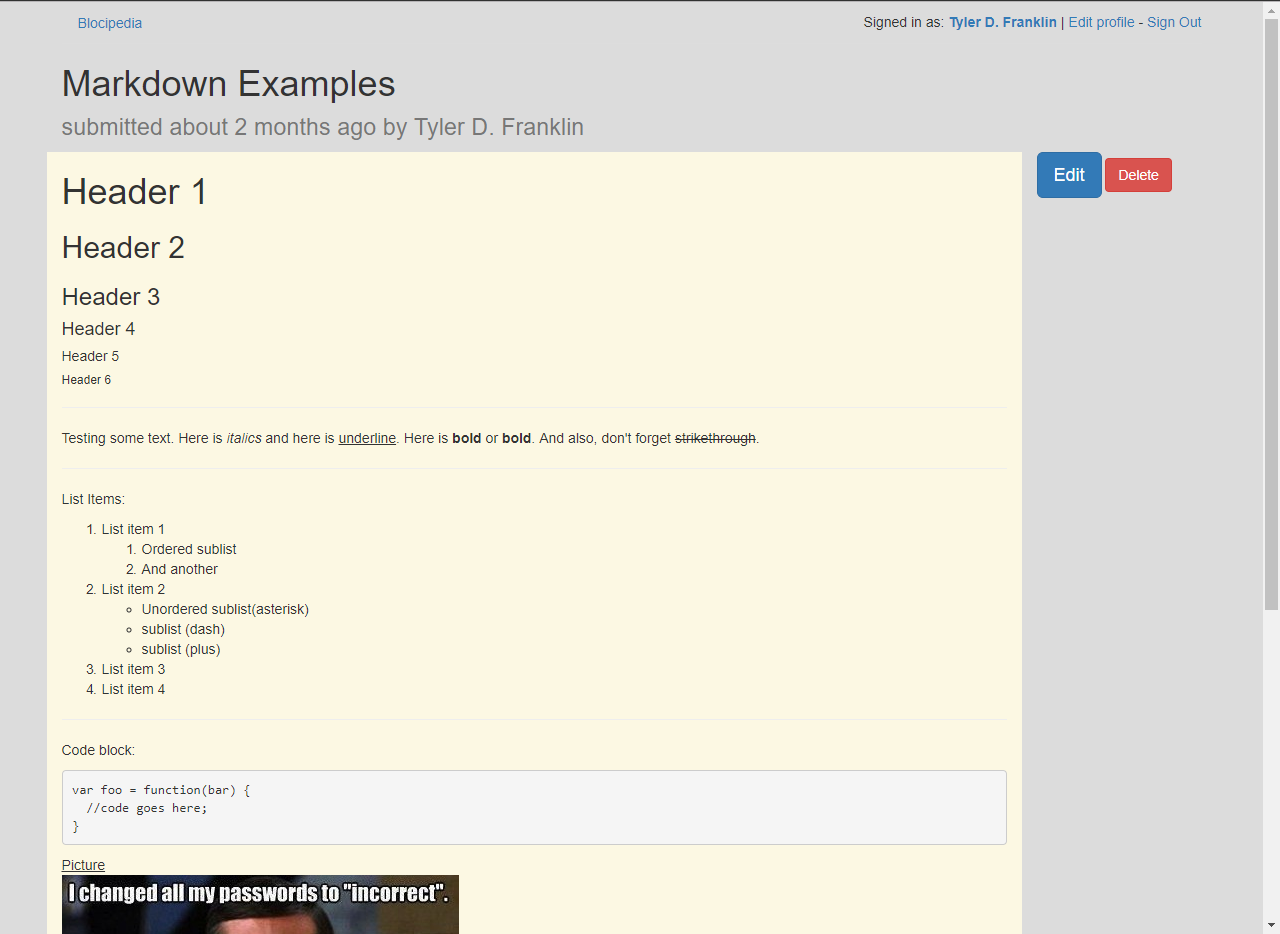 Blocipedia
Signed in as: Tyler D. Franklin | Edit profile - Sign Out
Markdown Examples
submitted about 2 months ago by Tyler D. Franklin
Edit
Delete
Header 1
Header 2
Header 3
Header 4
Header 5
Header 6
Testing some text. Here is italics and here is underline. Here is bold or bold. And also, don't forget strikethrough.
List Items:
1. List item 1
1. Ordered sublist
2. And another
2. List item 2
Unordered sublist(asterisk)
sublist (dash)
sublist (plus)
3. List item 3
4. List item 4
Code block:
var foo = function(bar) {
//code goes here;
}
Picture
I changed all my passwords to "incorrect".